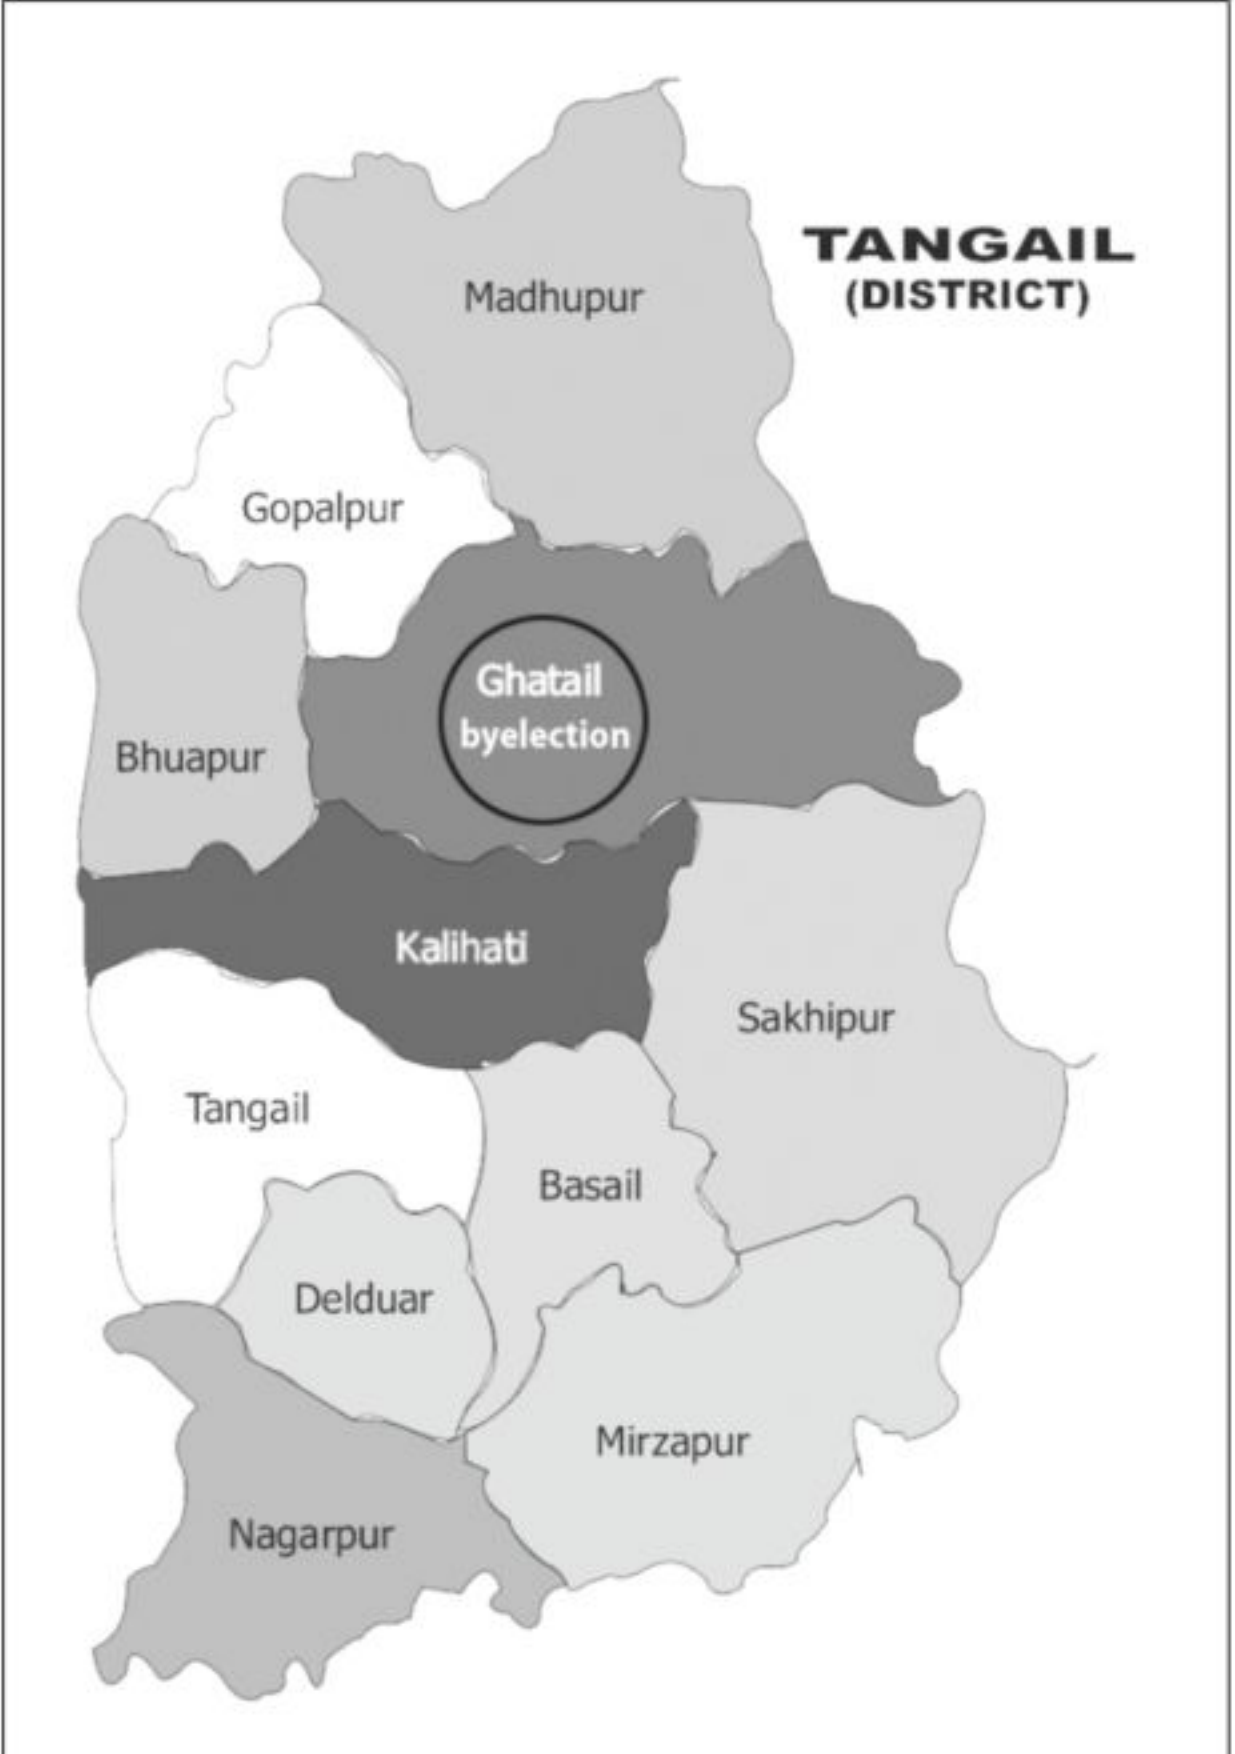 TANGAIL
(DISTRICT)
Madhupur
Gopalpur
Ghatail
byelection
Bhuapur
Kalihati
Sakhipur
Tangail
Basail
Delduar
Mirzapur
Nagarpur